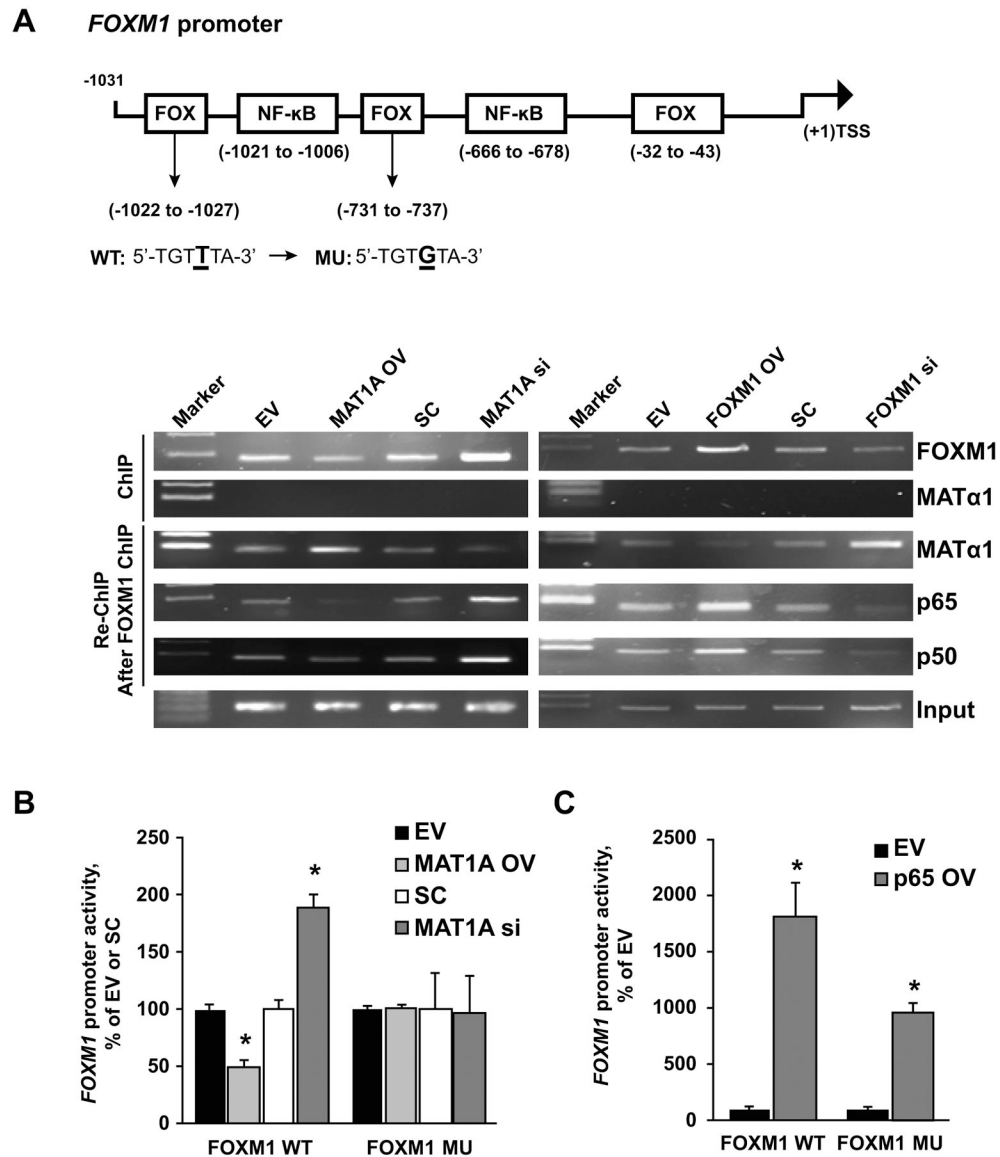 A
FOXM1 promoter
-1031
FOX
NF-κB
FOX
NF-κB
FOX
(+1)TSS
(-1021 to -1006)
(-666 to -678)
(-32 to -43)
(-1022 to -1027)
(-731 to -737)
WT: 5'-TGTTTA-3' → MU: 5'-TGTGTA-3'
Marker
EV
MAT1A OV
SC
MAT1A si
Marker
EV
FOXM1 OV
SC
FOXM1 si
ChIP
FOXM1
MATα1
Re-ChIP
After FOXM1 ChIP
MATα1
p65
p50
Input
B
FOXM1 promoter activity,
% of EV or SC
250
200
150
100
50
0
*
*
EV
MAT1A OV
SC
MAT1A si
FOXM1 WT
FOXM1 MU
C
FOXM1 promoter activity,
% of EV
2500
2000
1500
1000
500
0
*
*
EV
p65 OV
FOXM1 WT
FOXM1 MU